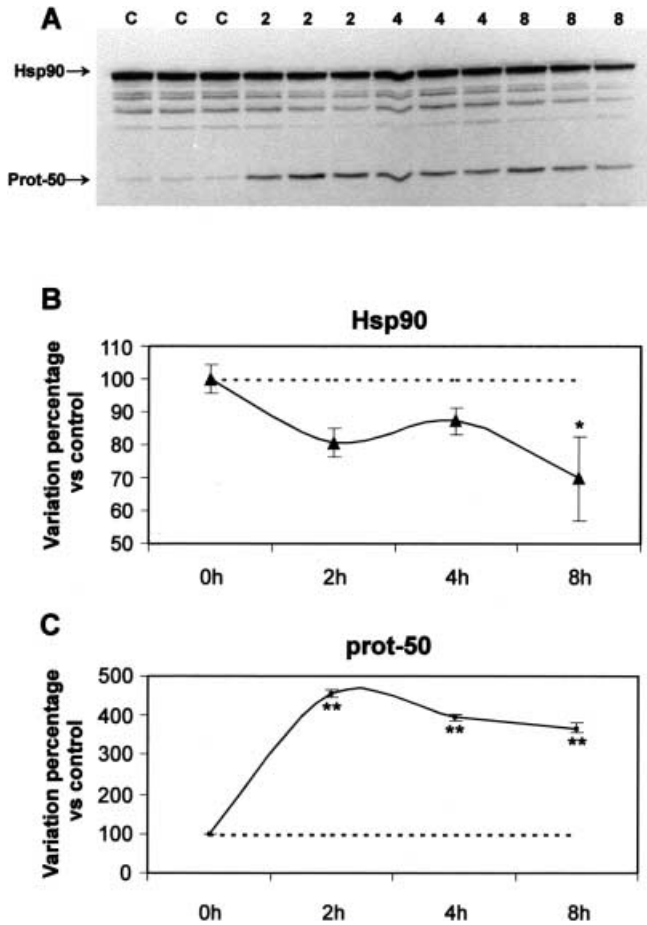 A
C C C 2 2 2 4 4 4 8 8 8
Hsp90→
Prot-50→
B
Hsp90
Variation percentage
vs control
110
100
90
80
70
60
50
*
0h 2h 4h 8h
C
prot-50
Variation percentage
vs control
500
400
300
200
100
0
** ** **
0h 2h 4h 8h